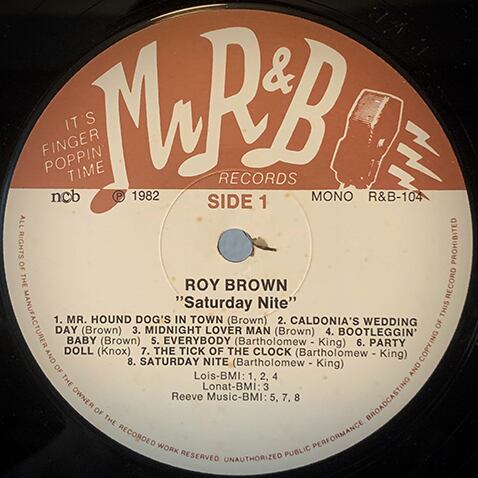 Mr R&B
IT'S
FINGER
POPPIN'
TIME
RECORDS
ncb ℗ 1982 MONO R&B-104
SIDE 1
ROY BROWN
"Saturday Nite"
1. MR. HOUND DOG'S IN TOWN (Brown) 2. CALDONIA'S WEDDING
DAY (Brown) 3. MIDNIGHT LOVER MAN (Brown) 4. BOOTLEGGIN'
BABY (Brown) 5. EVERYBODY (Bartholomew - King) 6. PARTY
DOLL (Knox) 7. THE TICK OF THE CLOCK (Bartholomew - King)
8. SATURDAY NITE (Bartholomew - King)
Lois-BMI: 1, 2, 4
Lonat-BMI: 3
Reeve Music-BMI: 5, 7, 8
ALL RIGHTS OF THE MANUFACTURER AND OF THE OWNER OF THE RECORDED WORK RESERVED. UNAUTHORIZED PUBLIC PERFORMANCE, BROADCASTING AND COPYING OF THIS RECORD PROHIBITED